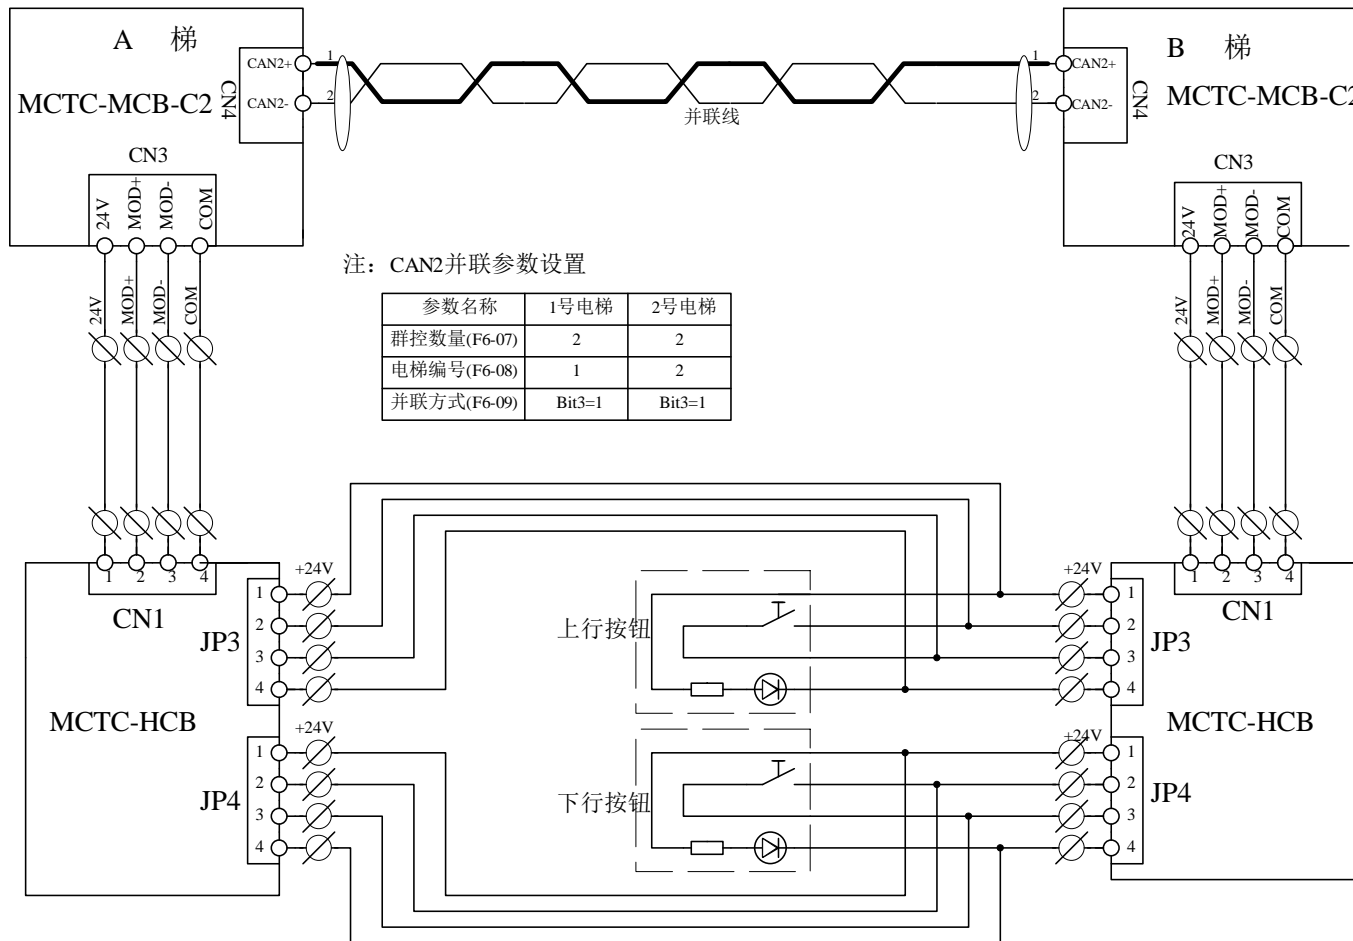 A 梯
MCTC-MCB-C2
CAN2+
CAN2-
CN4
1
2
并联线
1
2
B 梯
MCTC-MCB-C2
CAN2+
CAN2-
CN4
CN3
24V
MOD+
MOD-
COM
24V
MOD+
MOD-
COM
CN3
24V
MOD+
MOD-
COM
24V
MOD+
MOD-
COM
注：CAN2并联参数设置
参数名称 1号电梯 2号电梯
群控数量(F6-07) 2 2
电梯编号(F6-08) 1 2
并联方式(F6-09) Bit3=1 Bit3=1
1 2 3 4
CN1
+24V
JP3
1
2
3
4
MCTC-HCB
+24V
JP4
1
2
3
4
上行按钮
下行按钮
1 2 3 4
CN1
+24V
1
2
3
4
JP3
MCTC-HCB
+24V
1
2
3
4
JP4